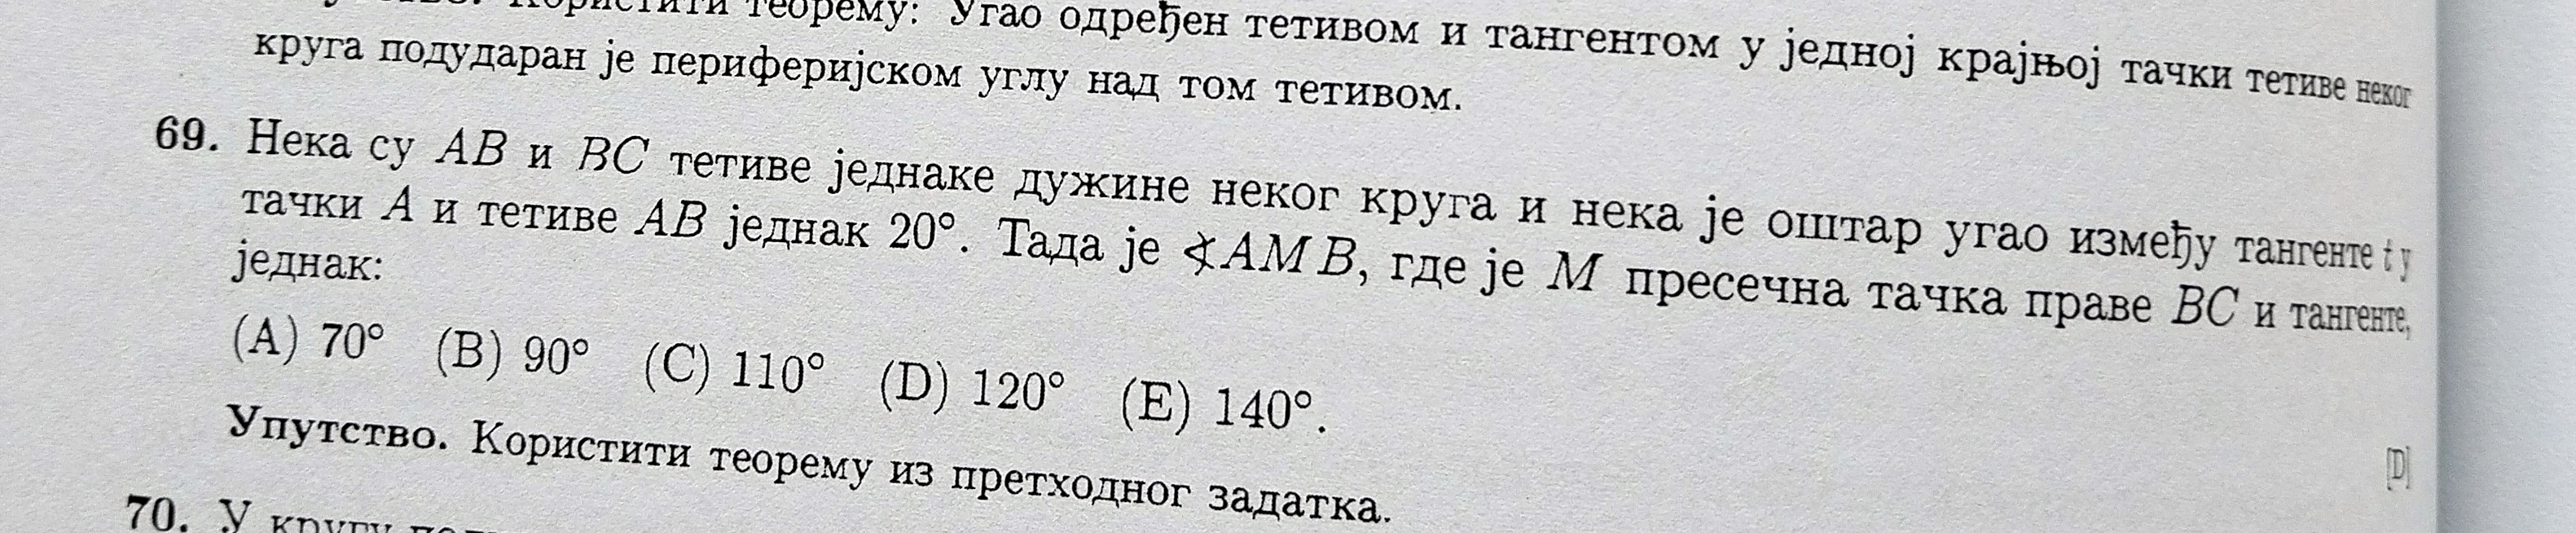 Користити теорему: Угао одређен тетивом и тангентом у једној крајњој тачки тетиве неког
круга подударан је периферијском углу над том тетивом.
69. Нека су AB и BC тетиве једнаке дужине неког круга и нека је оштар угао између тангенте t у
тачки A и тетиве AB једнак 20°. Тада је ∢AMB, где је M пресечна тачка праве BC и тангенте,
једнак:
(A) 70° (B) 90° (C) 110° (D) 120° (E) 140°.
[D]
Упутство. Користити теорему из претходног задатка.
70. У кругу